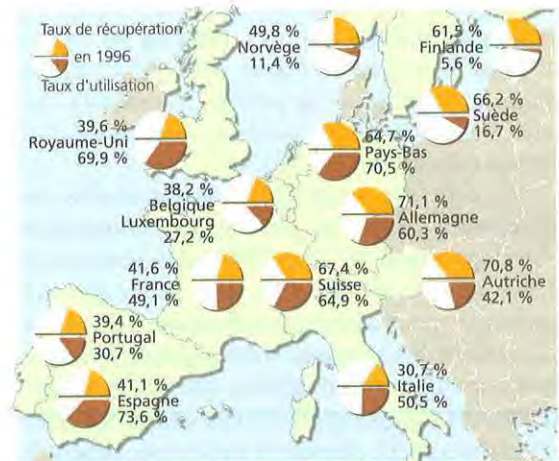 Taux de récupération
en 1996
Taux d'utilisation
49,8 %
Norvège
11,4 %
61,5 %
Finlande
5,6 %
66,2 %
Suède
16,7 %
39,6 %
Royaume-Uni
69,9 %
64,7 %
Pays-Bas
70,5 %
38,2 %
Belgique
Luxembourg
27,2 %
71,1 %
Allemagne
60,3 %
41,6 %
France
49,1 %
67,4 %
Suisse
64,9 %
70,8 %
Autriche
42,1 %
39,4 %
Portugal
30,7 %
41,1 %
Espagne
73,6 %
30,7 %
Italie
50,5 %